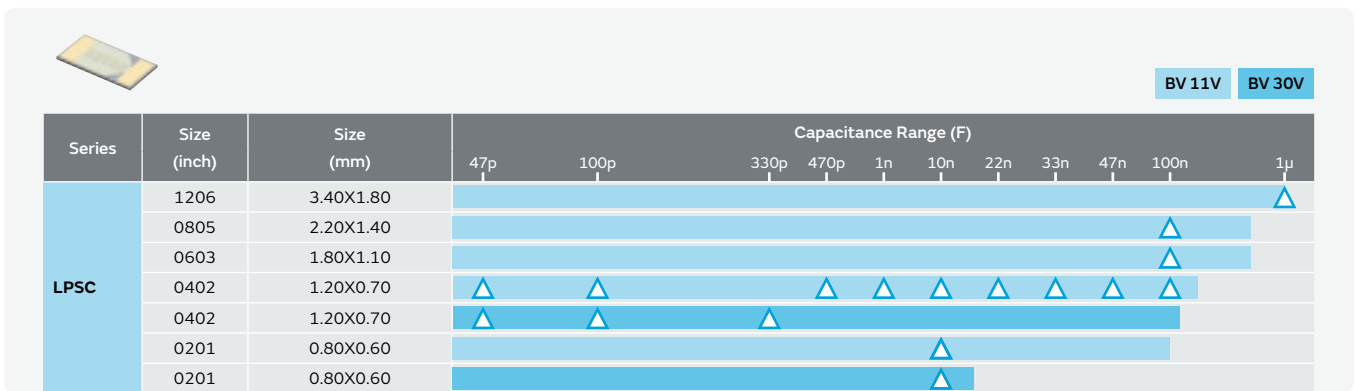 BV 11V BV 30V
Series Size (inch) Size (mm) Capacitance Range (F)
47p 100p 330p 470p 1n 10n 22n 33n 47n 100n 1µ
LPSC
1206 3.40X1.80
0805 2.20X1.40
0603 1.80X1.10
0402 1.20X0.70
0402 1.20X0.70
0201 0.80X0.60
0201 0.80X0.60